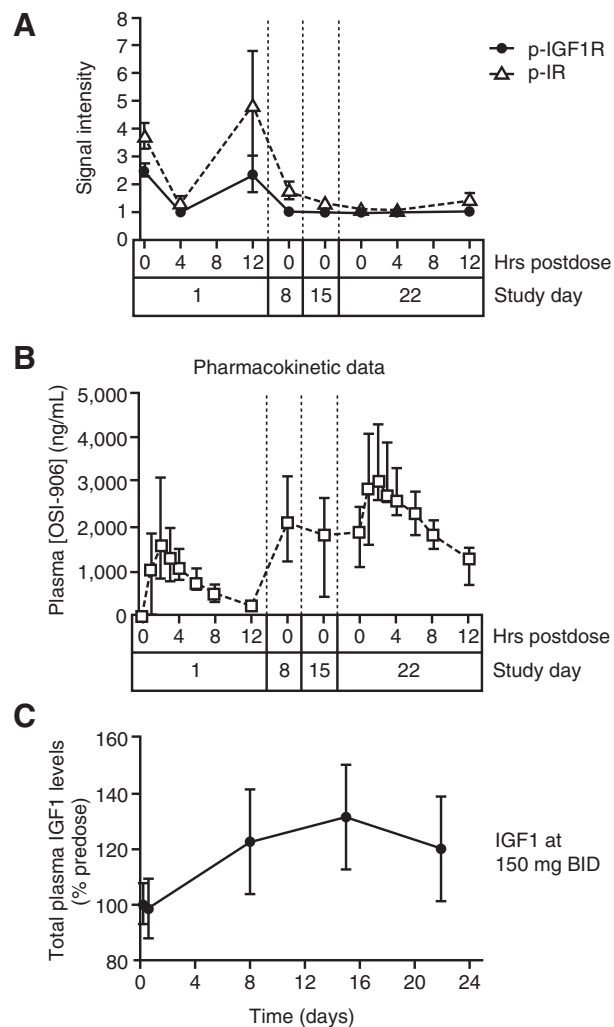 A
8
7
6
5
4
3
2
1
0
Signal intensity
p-IGF1R
p-IR
0 4 8 12 0 0 0 4 8 12 Hrs postdose
1 8 15 22 Study day
B
Pharmacokinetic data
5,000
4,000
3,000
2,000
1,000
0
Plasma [OSI-906] (ng/mL)
0 4 8 12 0 0 0 4 8 12 Hrs postdose
1 8 15 22 Study day
C
160
140
120
100
80
Total plasma IGF1 levels
(% predose)
IGF1 at
150 mg BID
0 4 8 12 16 20 24
Time (days)